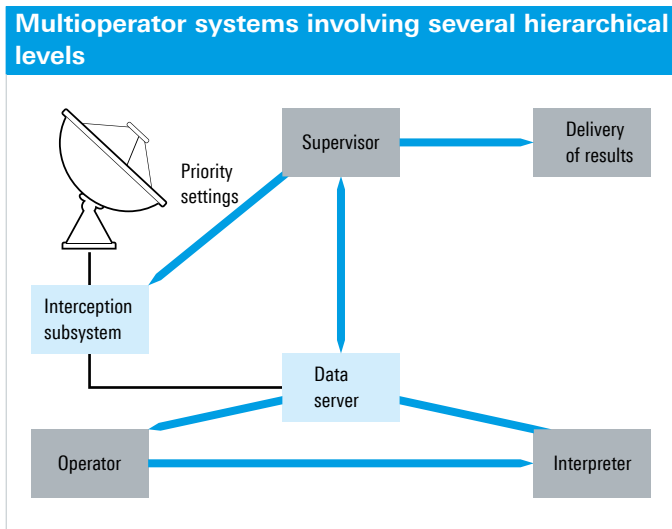 Multioperator systems involving several hierarchical
levels
Supervisor
Delivery
of results
Priority
settings
Interception
subsystem
Data
server
Operator
Interpreter